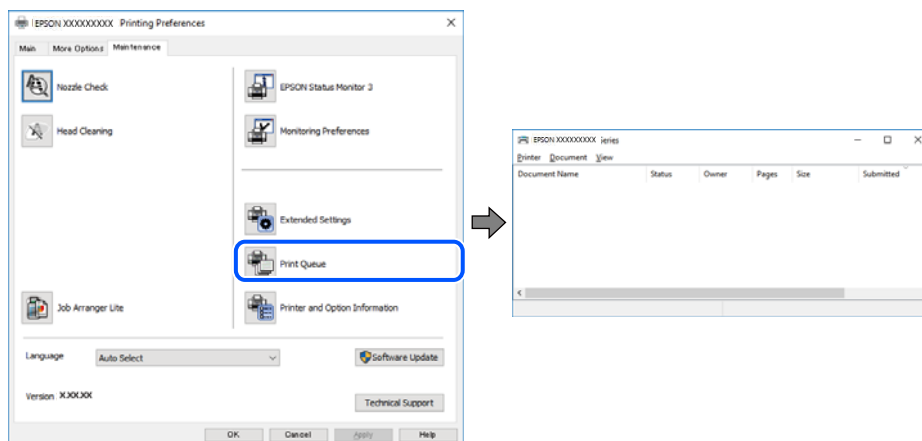 EPSON XXXXXXXXX Printing Preferences
Main More Options Maintenance
Nozzle Check
EPSON Status Monitor 3
Head Cleaning
Monitoring Preferences
Extended Settings
Print Queue
Job Arranger Lite
Printer and Option Information
Language Auto Select
Software Update
Version X.XX.XX
Technical Support
OK Cancel Apply Help
EPSON XXXXXXXXX series
Printer Document View
Document Name Status Owner Pages Size Submitted